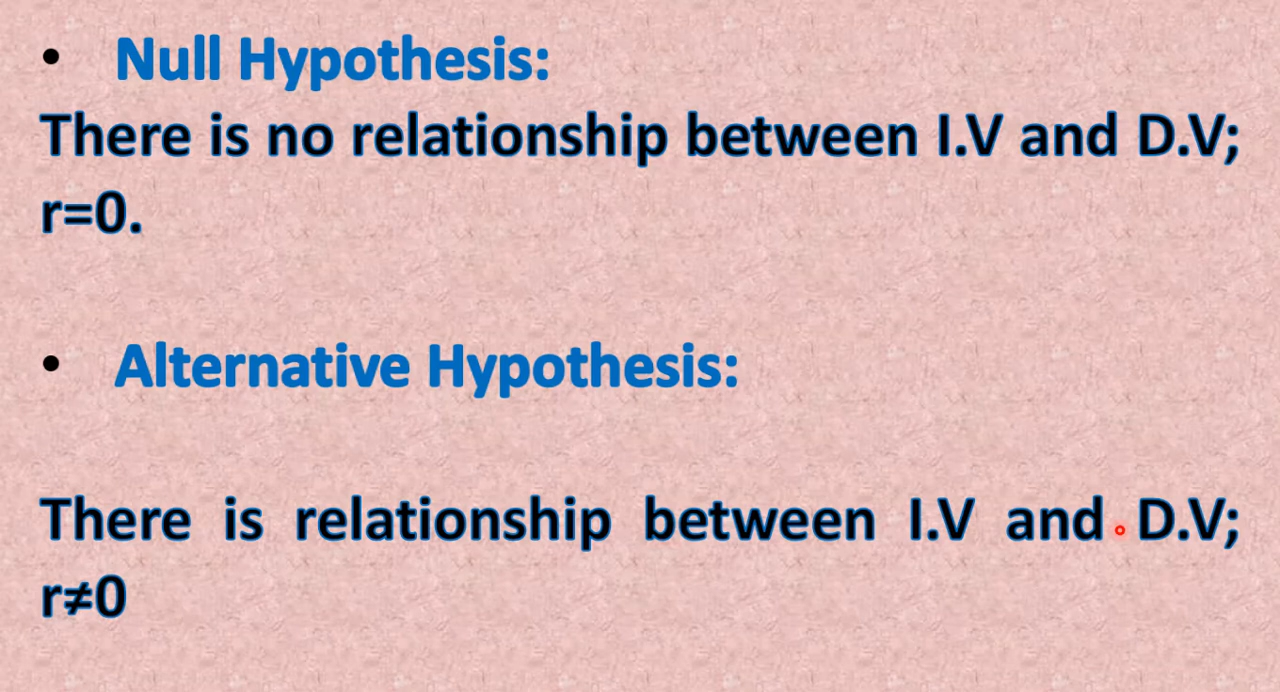 • Null Hypothesis:
There is no relationship between I.V and D.V;
r=0.
• Alternative Hypothesis:
There is relationship between I.V and D.V;
r≠0